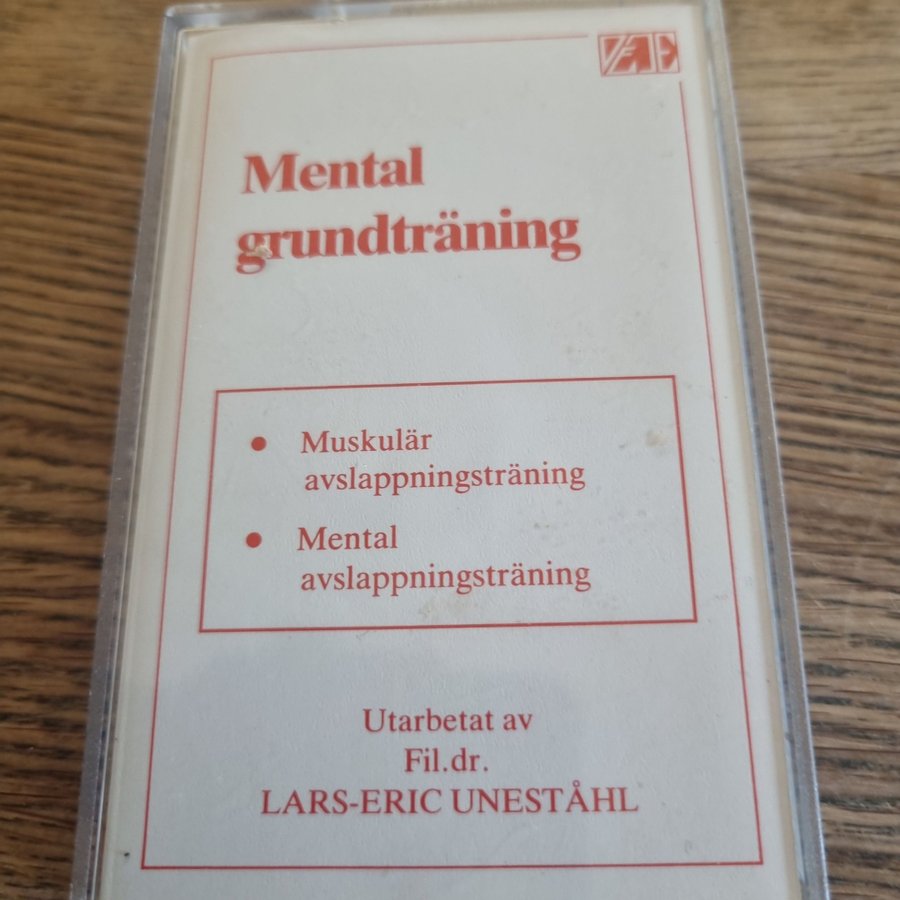 Mental
grundträning
• Muskulär
avslappningsträning
• Mental
avslappningsträning
Utarbetat av
Fil.dr.
LARS-ERIC UNESTÅHL